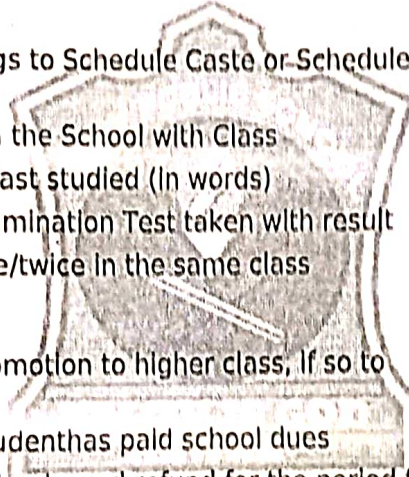 gs to Schedule Caste or Schedule
the School with Class
ast studied (In words)
mination Test taken with result
e/twice in the same class
motion to higher class, If so to
udenthas paid school dues